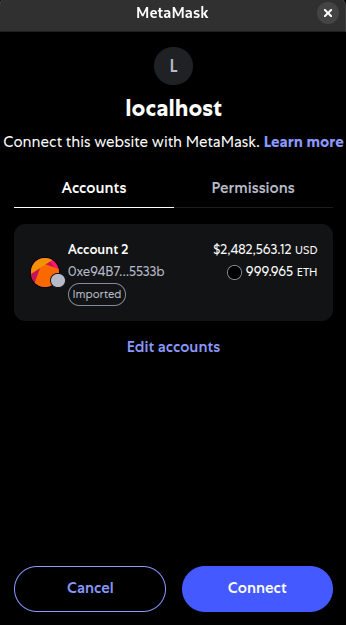 MetaMask
L
localhost
Connect this website with MetaMask. Learn more
Accounts Permissions
Account 2 $2,482,563.12 USD
0xe94B7...5533b 999.965 ETH
Imported
Edit accounts
Cancel Connect